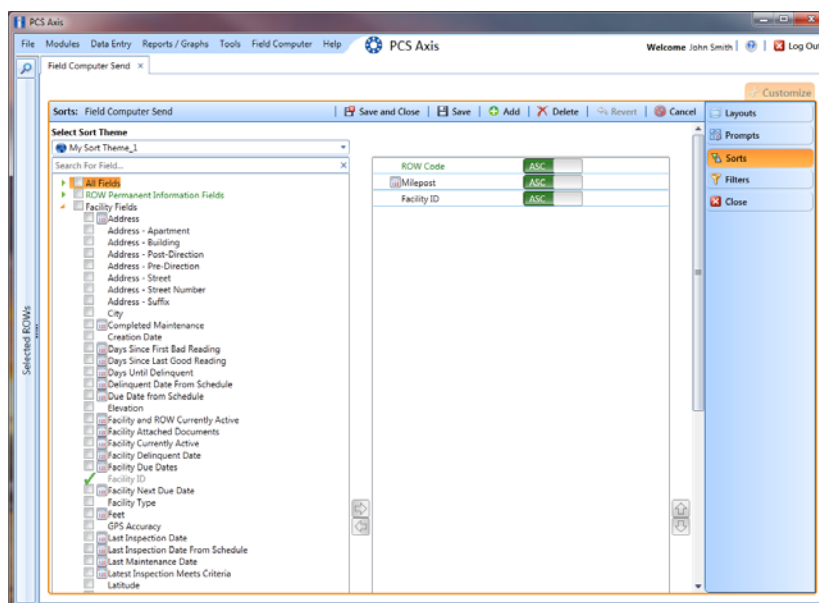 PCS Axis
File Modules Data Entry Reports / Graphs Tools Field Computer Help PCS Axis Welcome John Smith Log Out
Field Computer Send ×
Customize
Sorts: Field Computer Send Save and Close Save Add Delete Revert Cancel
Select Sort Theme
My Sort Theme_1
Search For Field...
All Fields
ROW Permanent Information Fields
Facility Fields
Address
Address - Apartment
Address - Building
Address - Post-Direction
Address - Pre-Direction
Address - Street
Address - Street Number
Address - Suffix
City
Completed Maintenance
Creation Date
Days Since First Bad Reading
Days Since Last Good Reading
Days Until Delinquent
Delinquent Date From Schedule
Due Date from Schedule
Elevation
Facility and ROW Currently Active
Facility Attached Documents
Facility Currently Active
Facility Delinquent Date
Facility Due Dates
Facility ID
Facility Next Due Date
Facility Type
Feet
GPS Accuracy
Last Inspection Date
Last Inspection Date From Schedule
Last Maintenance Date
Latest Inspection Meets Criteria
Latitude
ROW Code ASC
Milepost ASC
Facility ID ASC
Layouts
Prompts
Sorts
Filters
Close
Selected ROWs